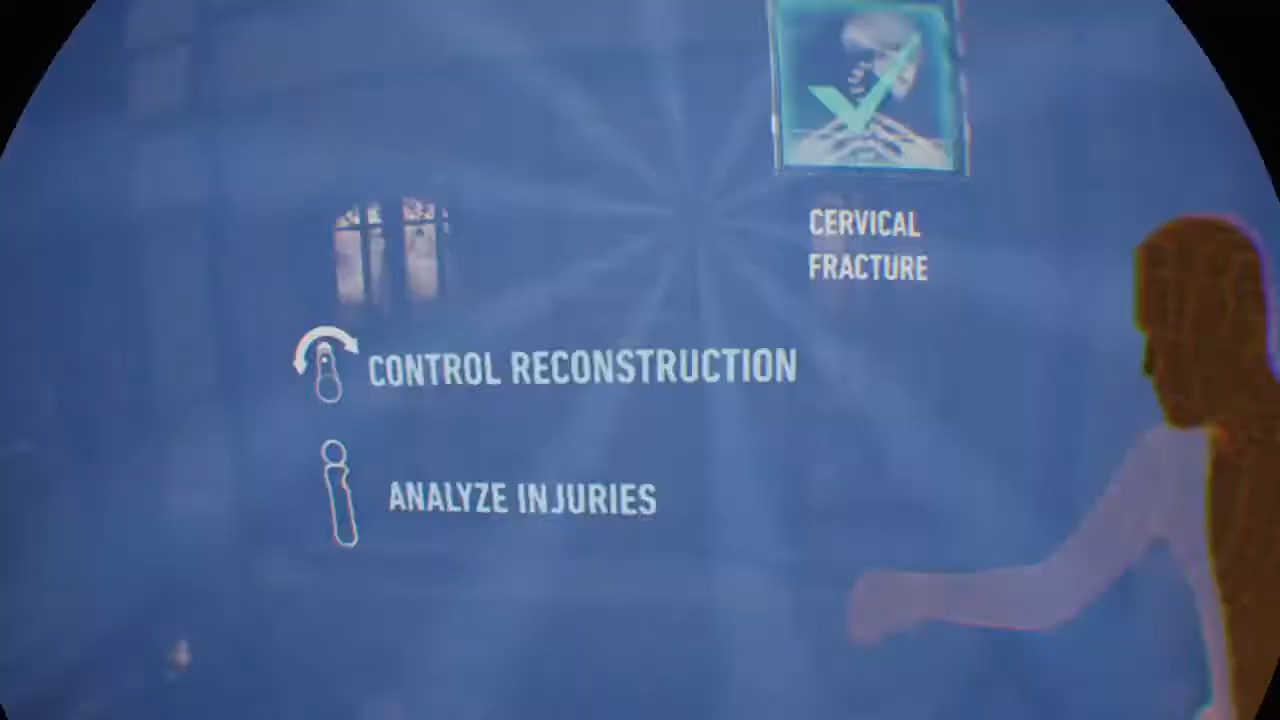 CERVICAL
FRACTURE
CONTROL RECONSTRUCTION
ANALYZE INJURIES